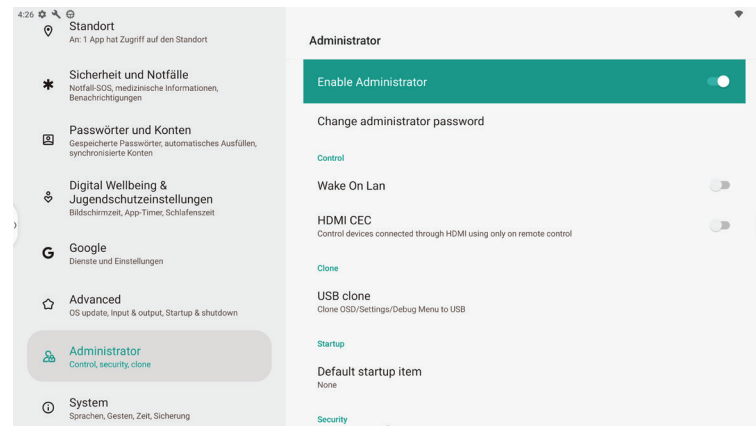 4:26
Standort
An: 1 App hat Zugriff auf den Standort
Sicherheit und Notfälle
Notfall-SOS, medizinische Informationen,
Benachrichtigungen
Passwörter und Konten
Gespeicherte Passwörter, automatisches Ausfüllen,
synchronisierte Konten
Digital Wellbeing &
Jugendschutzeinstellungen
Bildschirmzeit, App-Timer, Schlafenszeit
Google
Dienste und Einstellungen
Advanced
OS update, Input & output, Startup & shutdown
Administrator
Control, security, clone
System
Sprachen, Gesten, Zeit, Sicherung
Administrator
Enable Administrator
Change administrator password
Control
Wake On Lan
HDMI CEC
Control devices connected through HDMI using only on remote control
Clone
USB clone
Clone OSD/Settings/Debug Menu to USB
Startup
Default startup item
None
Security